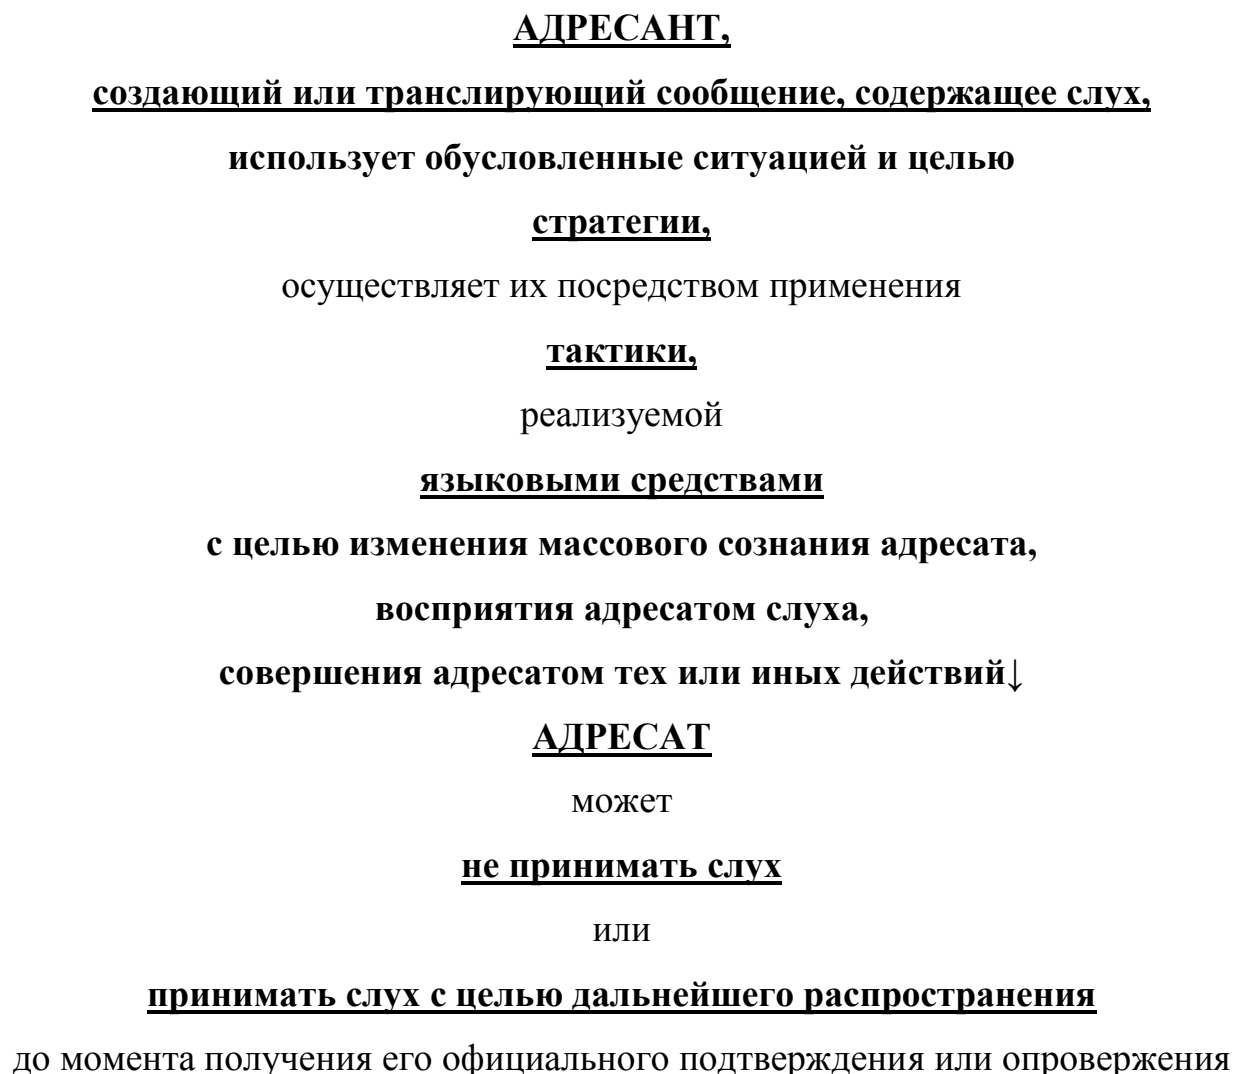 АДРЕСАНТ,
создающий или транслирующий сообщение, содержащее слух,
использует обусловленные ситуацией и целью
стратегии,
осуществляет их посредством применения
тактики,
реализуемой
языковыми средствами
с целью изменения массового сознания адресата,
восприятия адресатом слуха,
совершения адресатом тех или иных действий↓
АДРЕСАТ
может
не принимать слух
или
принимать слух с целью дальнейшего распространения
до момента получения его официального подтверждения или опровержения